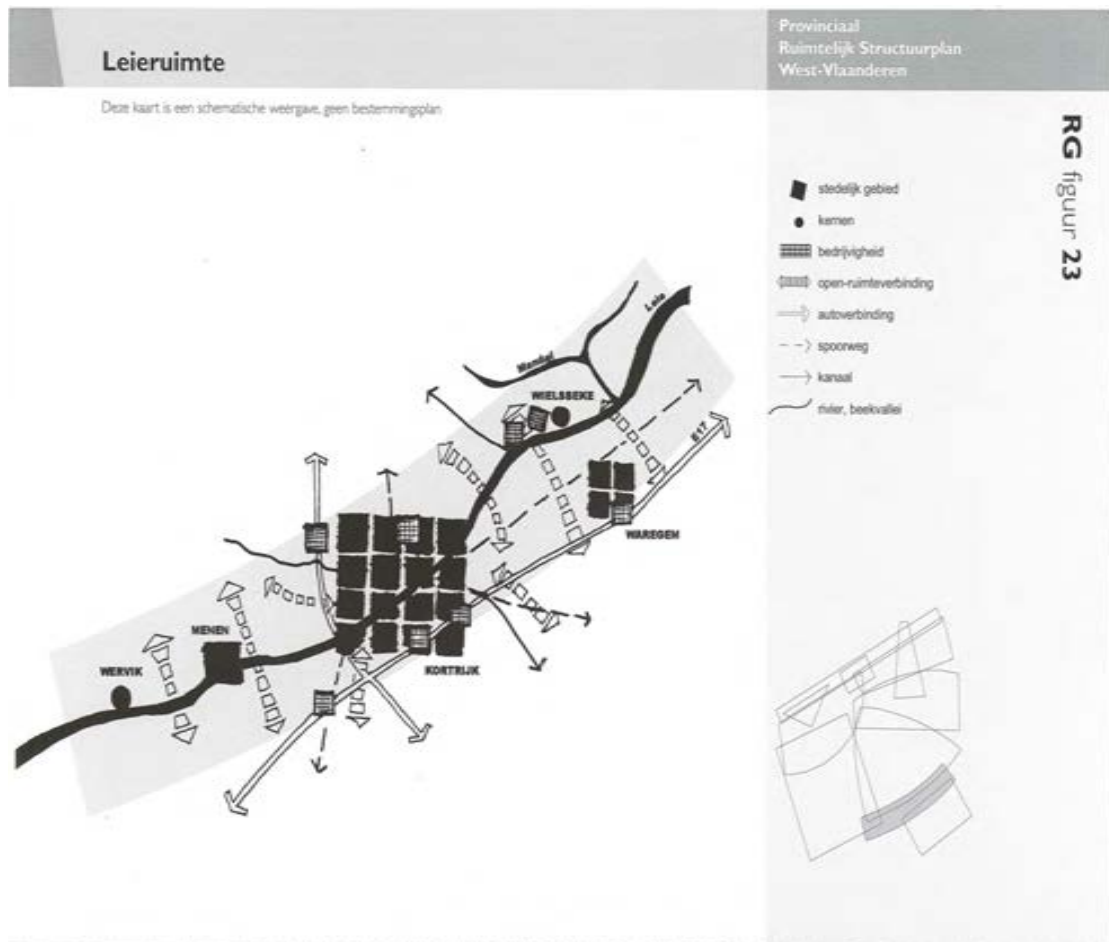 Leieruimte
Provinciaal
Ruimtelijk Structuurplan
West-Vlaanderen
Deze kaart is een schematische weergave, geen bestemmingsplan
RG figuur 23
stedelijk gebied
kernen
bedrijvigheid
open-ruimteverbinding
autoverbinding
spoorweg
kanaal
rivier, beekvallei
Leie
Mandel
WIELSBEKE
E17
WAREGEM
MENEN
WERVIK
KORTRIJK